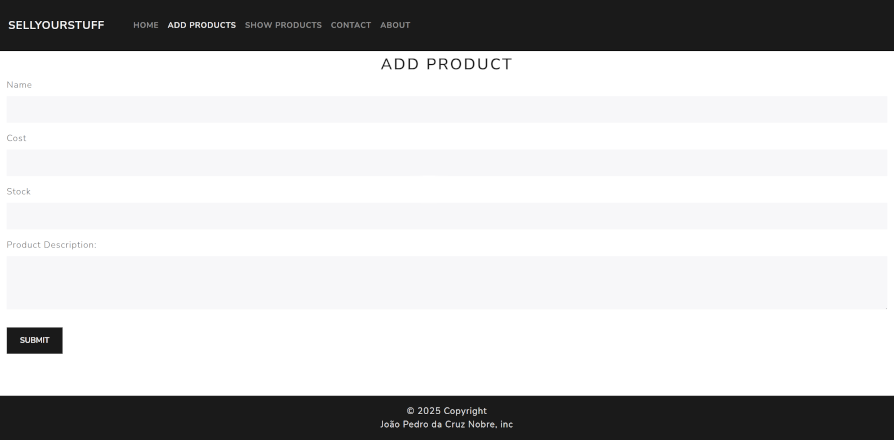 SELLYOURSTUFF HOME ADD PRODUCTS SHOW PRODUCTS CONTACT ABOUT
ADD PRODUCT
Name
Cost
Stock
Product Description:
SUBMIT
© 2025 Copyright
João Pedro da Cruz Nobre, inc